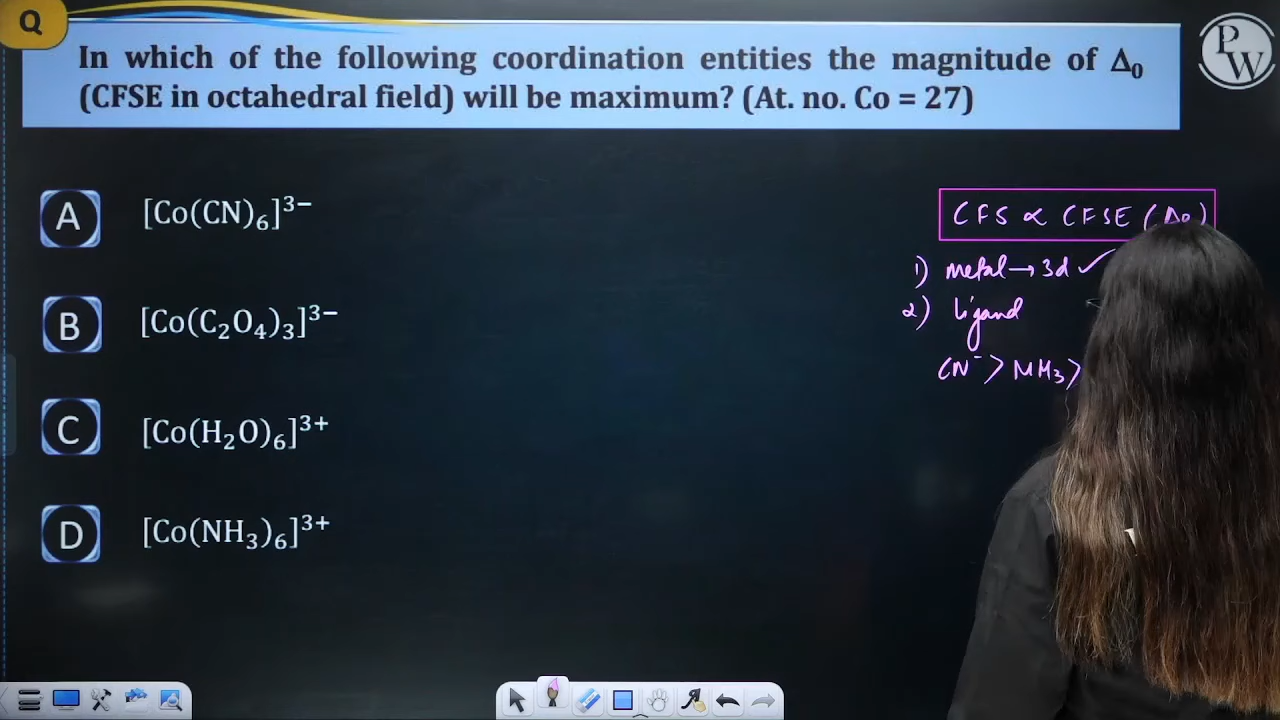 Q
In which of the following coordination entities the magnitude of Δ₀
(CFSE in octahedral field) will be maximum? (At. no. Co = 27)
PW
A [Co(CN)₆]³⁻
B [Co(C₂O₄)₃]³⁻
C [Co(H₂O)₆]³⁺
D [Co(NH₃)₆]³⁺
CFS ∝ CFSE (Δ₀)
1) metal → 3d ✓
2) ligand
CN⁻ > NH₃ >